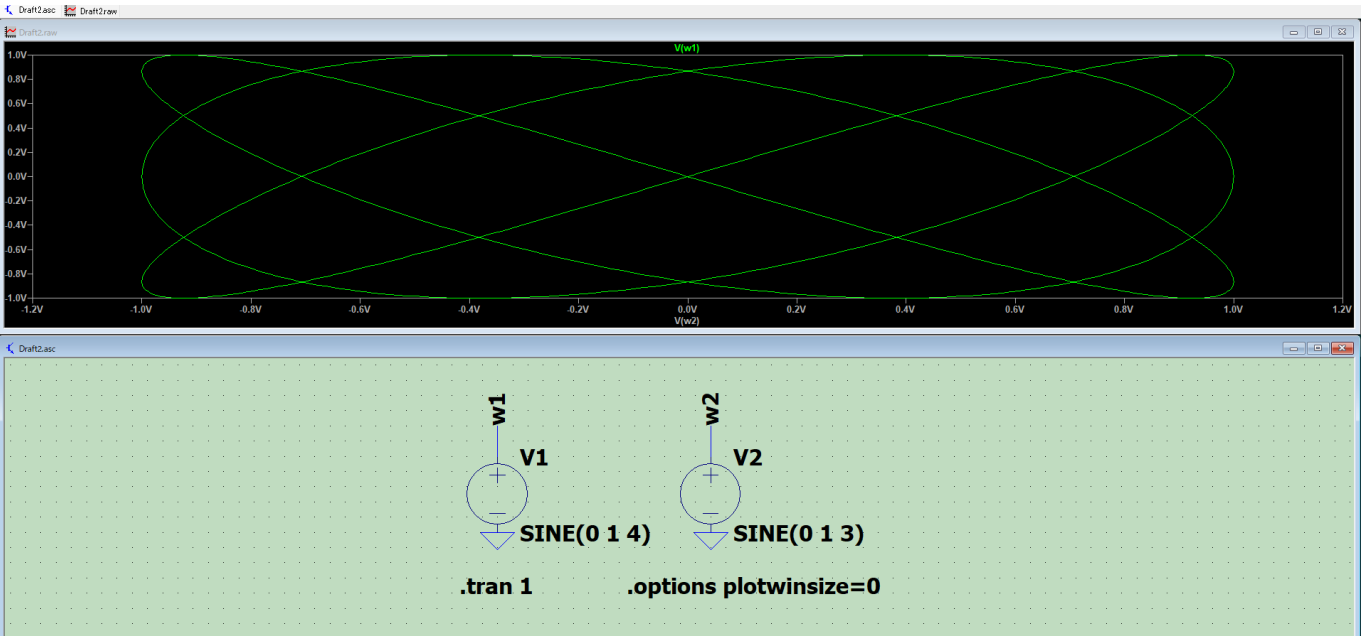 Draft2.asc Draft2.raw
Draft2.raw
V(w1)
1.0V
0.8V
0.6V
0.4V
0.2V
0.0V
-0.2V
-0.4V
-0.6V
-0.8V
-1.0V
-1.2V -1.0V -0.8V -0.6V -0.4V -0.2V 0.0V 0.2V 0.4V 0.6V 0.8V 1.0V 1.2V
V(w2)
Draft2.asc
w1 w2
V1 V2
SINE(0 1 4) SINE(0 1 3)
.tran 1 .options plotwinsize=0